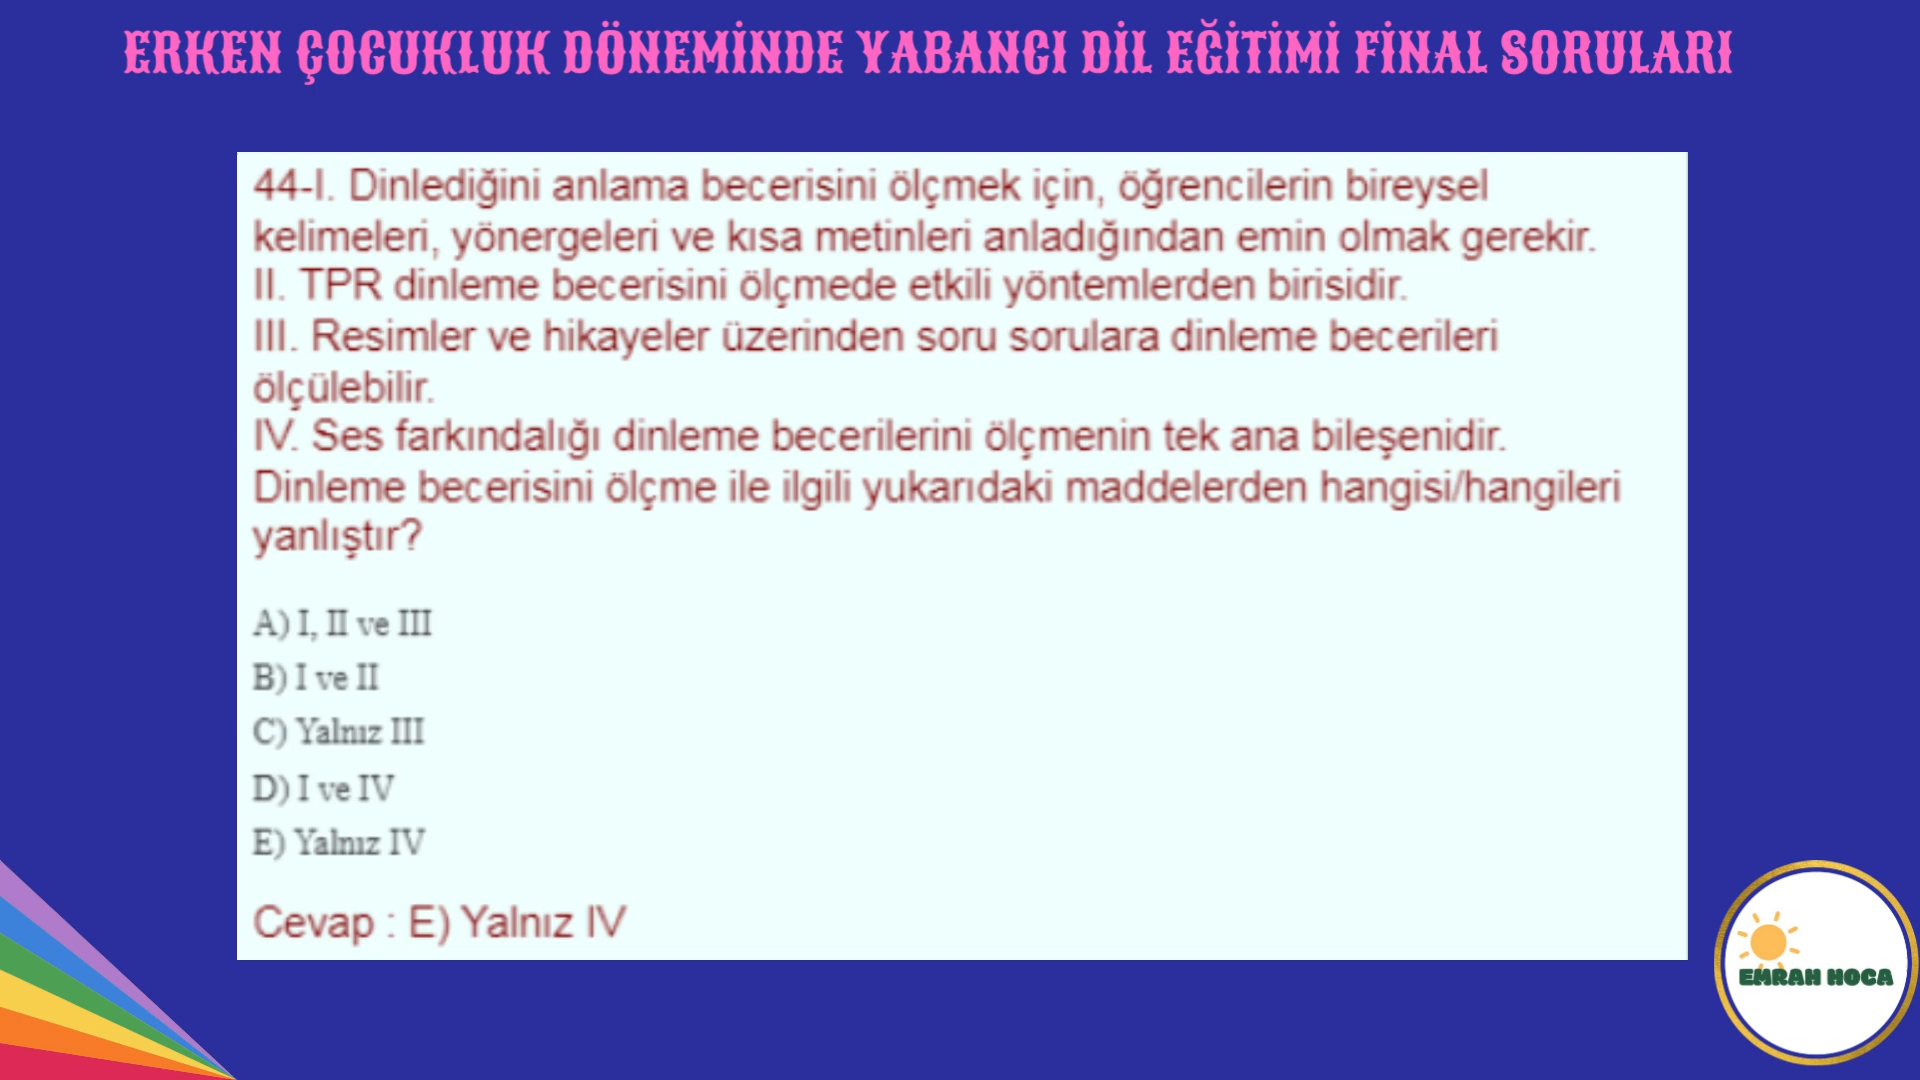 ERKEN ÇOCUKLUK DÖNEMİNDE YABANCI DİL EĞİTİMİ FİNAL SORULARI
44-I. Dinlediğini anlama becerisini ölçmek için, öğrencilerin bireysel
kelimeleri, yönergeleri ve kısa metinleri anladığından emin olmak gerekir.
II. TPR dinleme becerisini ölçmede etkili yöntemlerden birisidir.
III. Resimler ve hikayeler üzerinden soru sorulara dinleme becerileri
ölçülebilir.
IV. Ses farkındalığı dinleme becerilerini ölçmenin tek ana bileşenidir.
Dinleme becerisini ölçme ile ilgili yukarıdaki maddelerden hangisi/hangileri
yanlıştır?
A) I, II ve III
B) I ve II
C) Yalnız III
D) I ve IV
E) Yalnız IV
Cevap : E) Yalnız IV
EMRAH HOCA